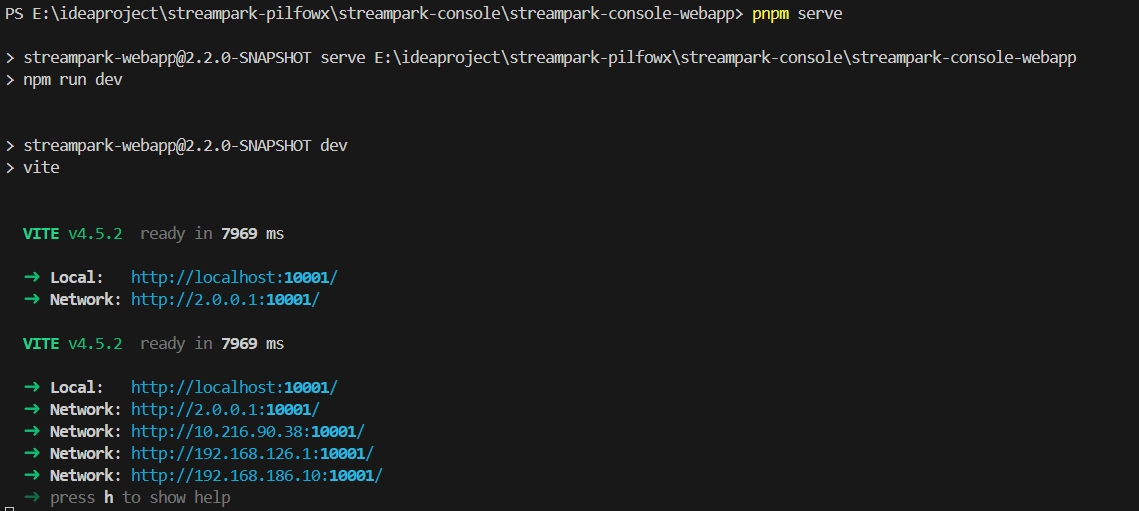 PS E:\ideaproject\streampark-pilfowx\streampark-console\streampark-console-webapp> pnpm serve
> streampark-webapp@2.2.0-SNAPSHOT serve E:\ideaproject\streampark-pilfowx\streampark-console\streampark-console-webapp
> npm run dev
> streampark-webapp@2.2.0-SNAPSHOT dev
> vite
VITE v4.5.2 ready in 7969 ms
➜ Local: http://localhost:10001/
➜ Network: http://2.0.0.1:10001/
VITE v4.5.2 ready in 7969 ms
➜ Local: http://localhost:10001/
➜ Network: http://2.0.0.1:10001/
➜ Network: http://10.216.90.38:10001/
➜ Network: http://192.168.126.1:10001/
➜ Network: http://192.168.186.10:10001/
➜ press h to show help